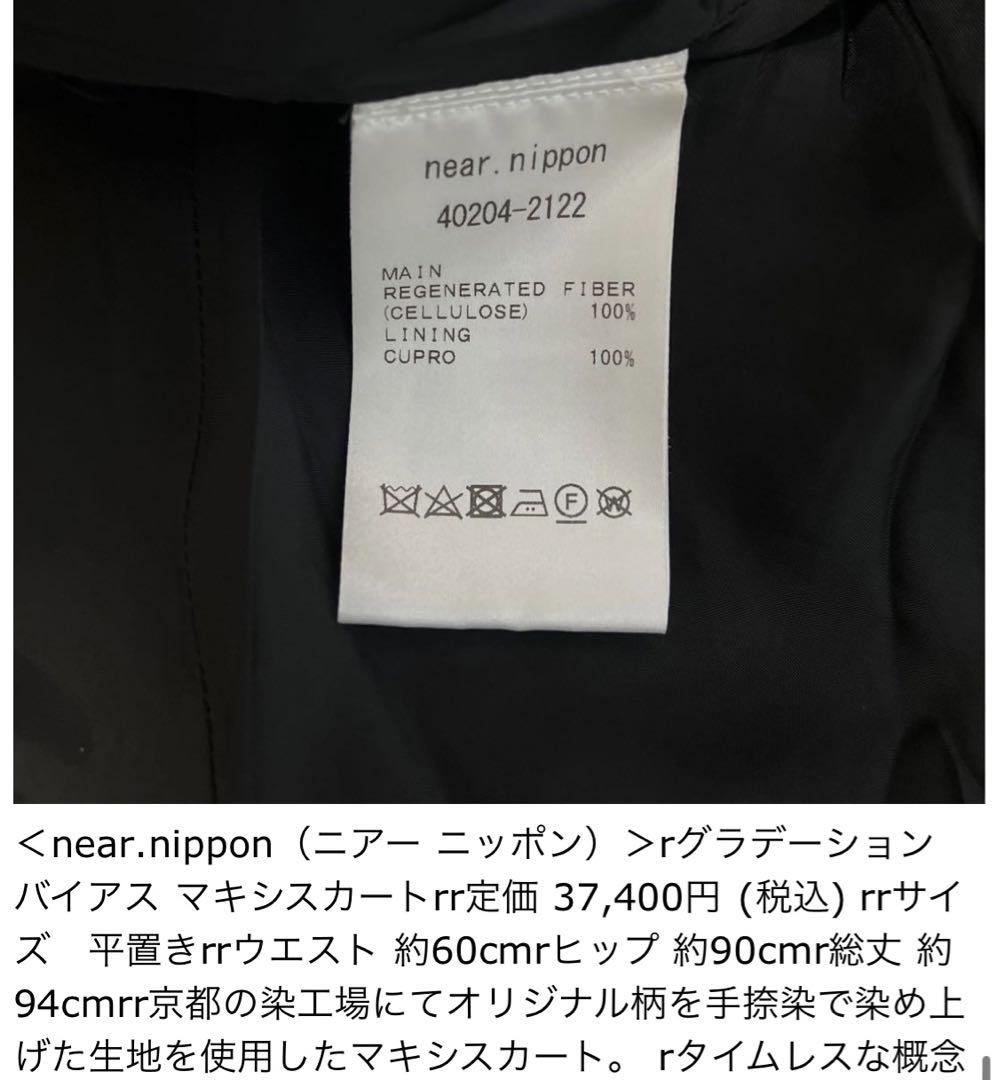 near.nippon
40204-2122
MAIN
REGENERATED FIBER
(CELLULOSE) 100%
LINING
CUPRO 100%
F
W
＜near.nippon（ニアー ニッポン）＞rグラデーション
バイアス マキシスカートrr定価 37,400円 (税込) rrサイ
ズ　平置きrrウエスト 約60cmrヒップ 約90cmr総丈 約
94cmrr京都の染工場にてオリジナル柄を手捺染で染め上
げた生地を使用したマキシスカート。 rタイムレスな概念